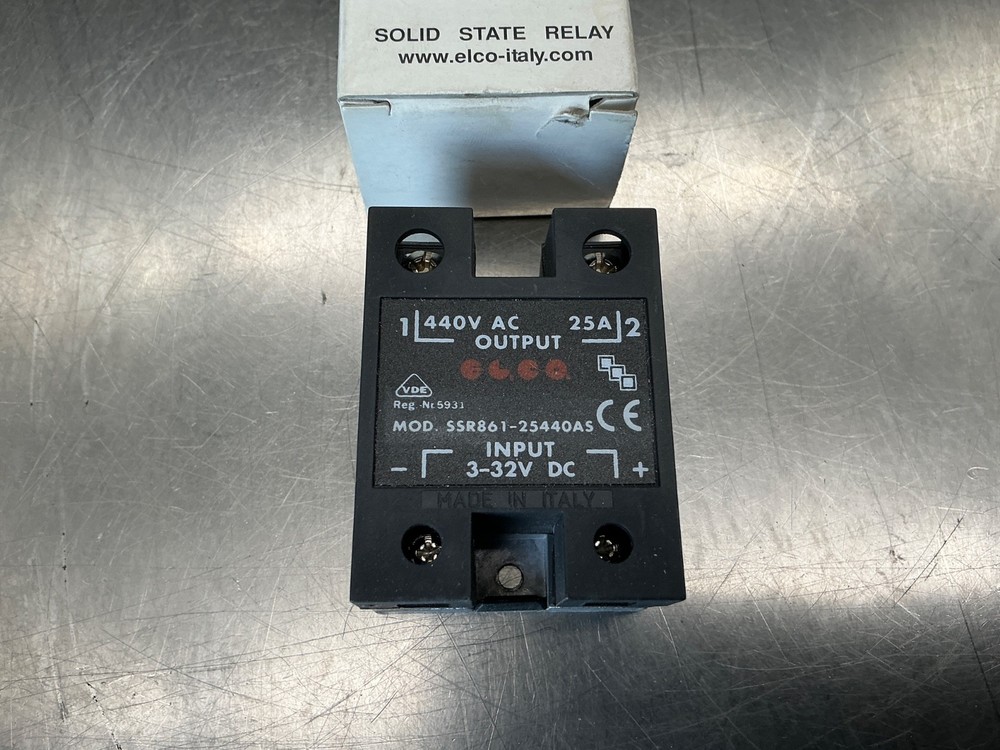 SOLID STATE RELAY
www.elco-italy.com
1 440V AC 25A 2
OUTPUT
ELCO
VDE
Reg.-Nr.5931
CE
MOD. SSR861-25440AS
INPUT
- 3-32V DC +
MADE IN ITALY